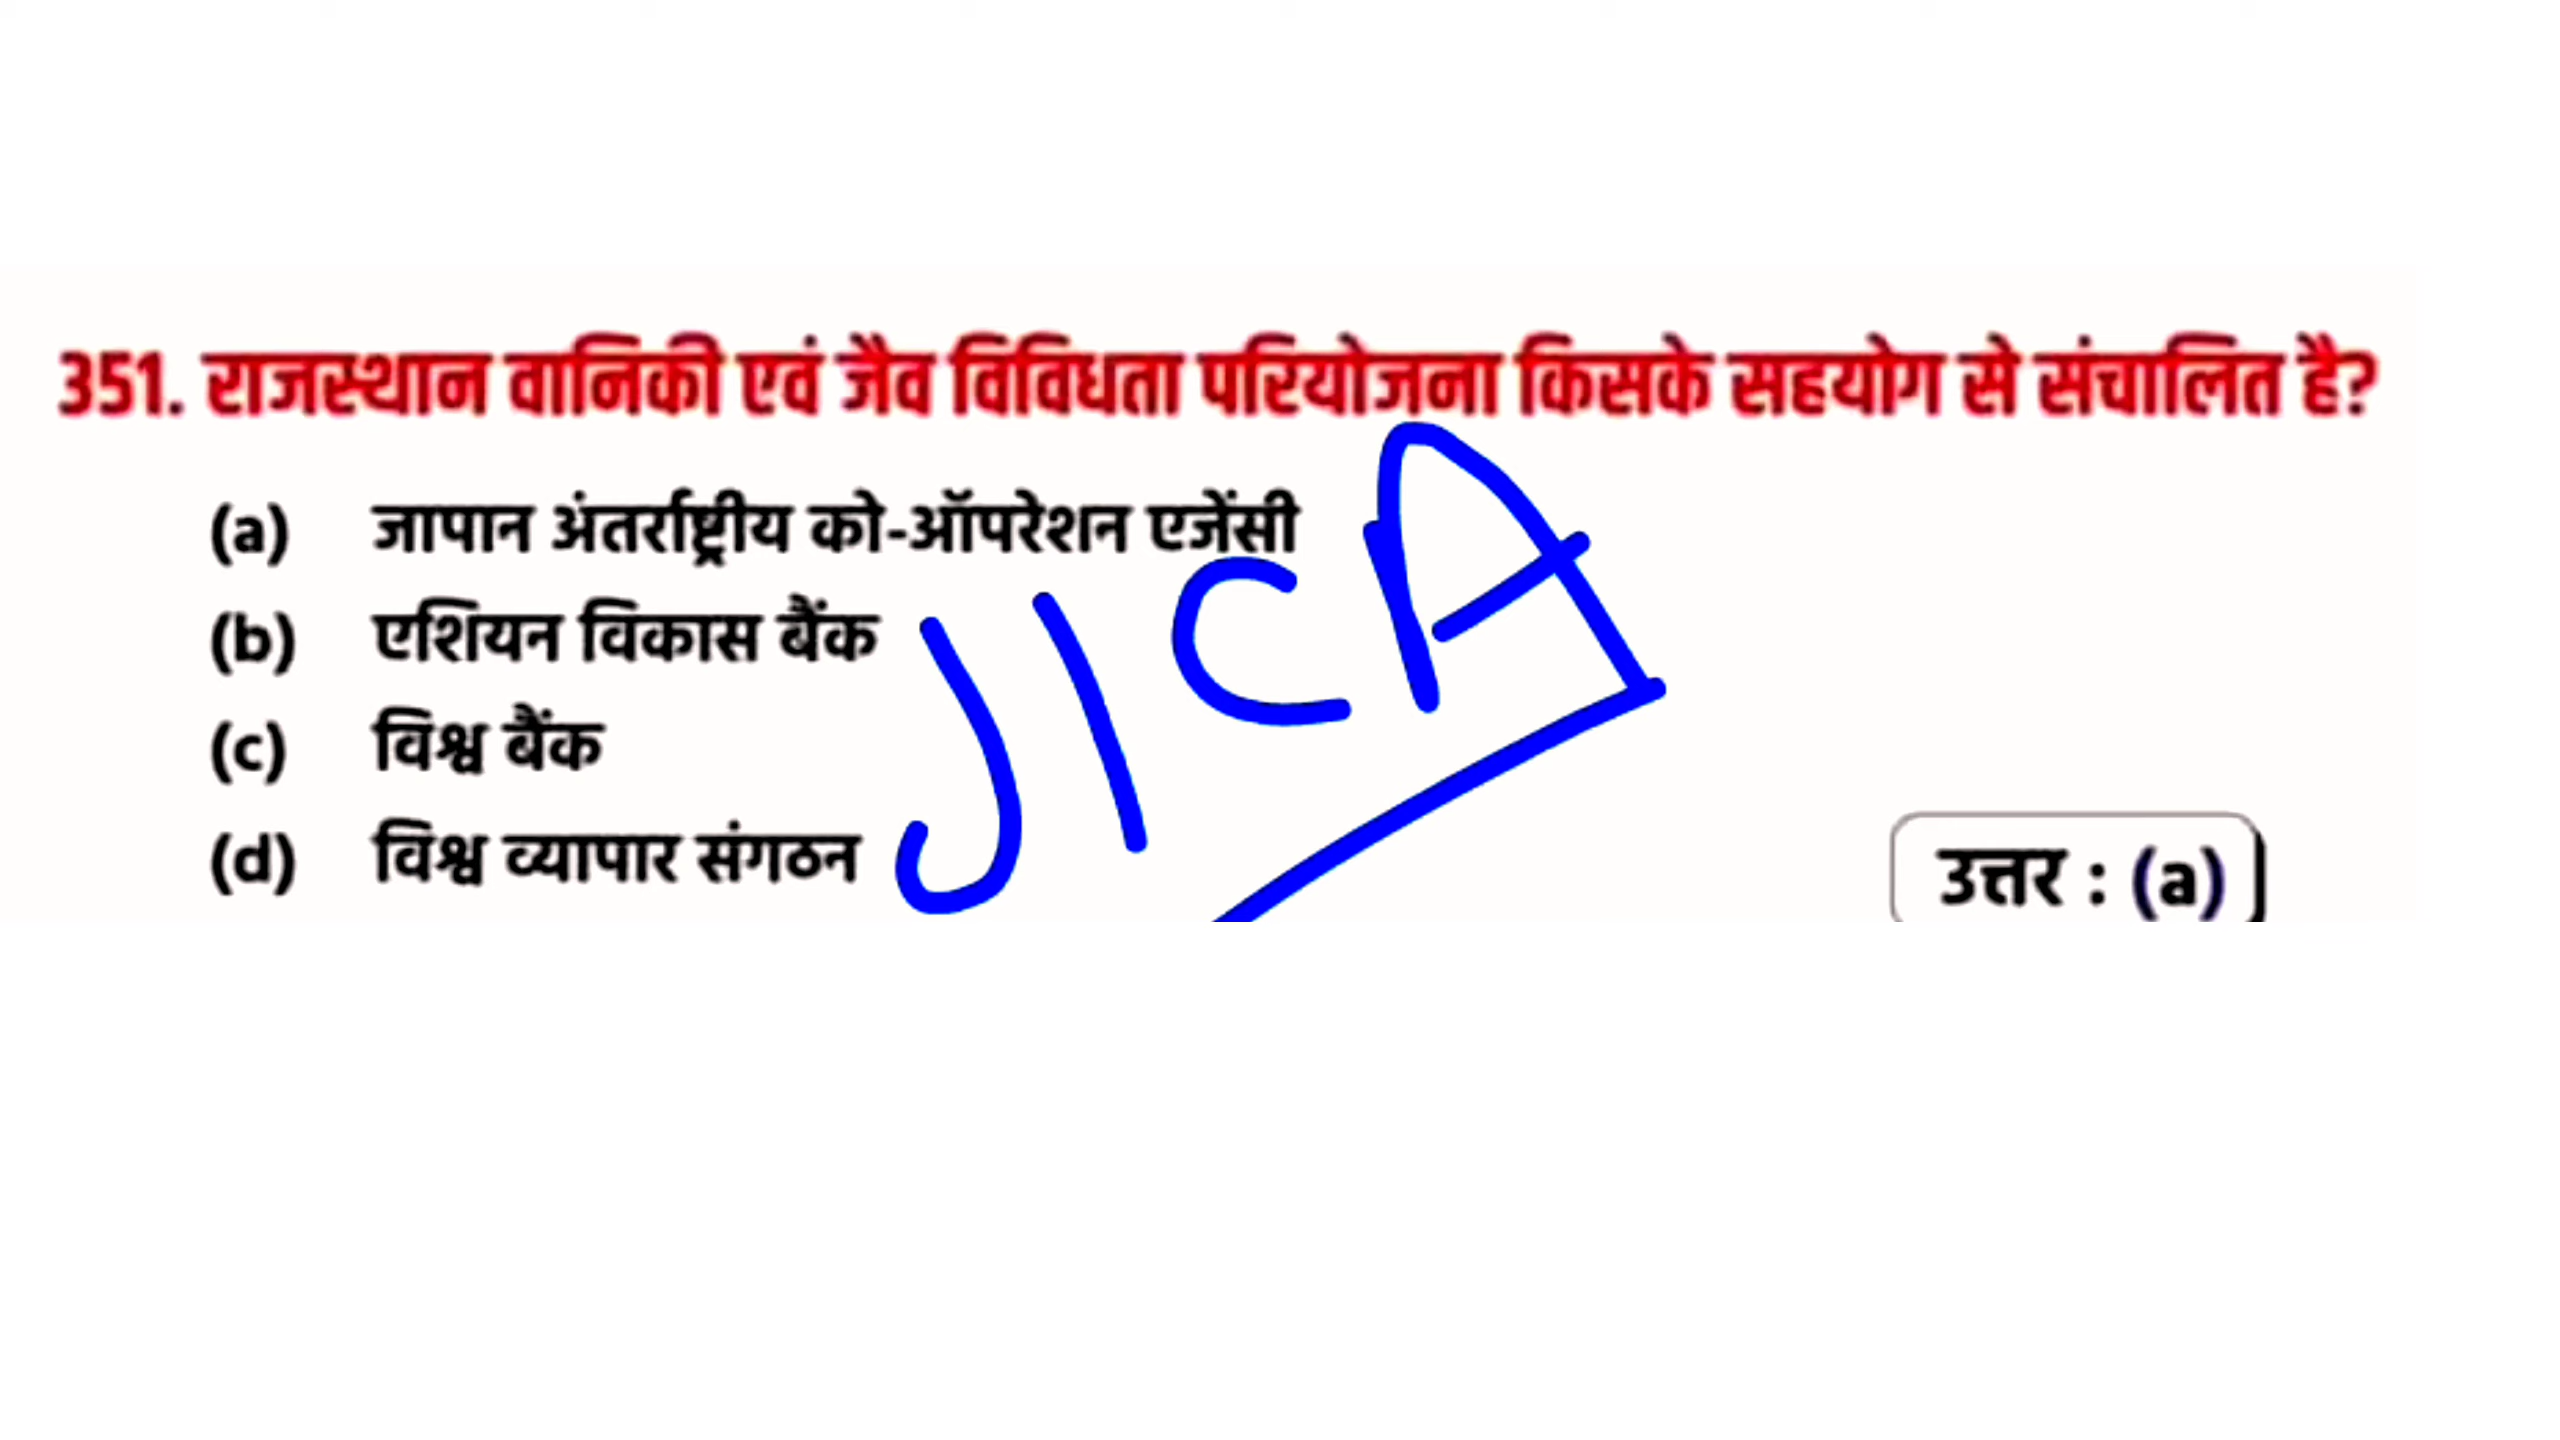 351. राजस्थान वानिकी एवं जैव विविधता परियोजना किसके सहयोग से संचालित है?
(a) जापान अंतर्राष्ट्रीय को-ऑपरेशन एजेंसी
(b) एशियन विकास बैंक
(c) विश्व बैंक
(d) विश्व व्यापार संगठन
JICA
उत्तर : (a)